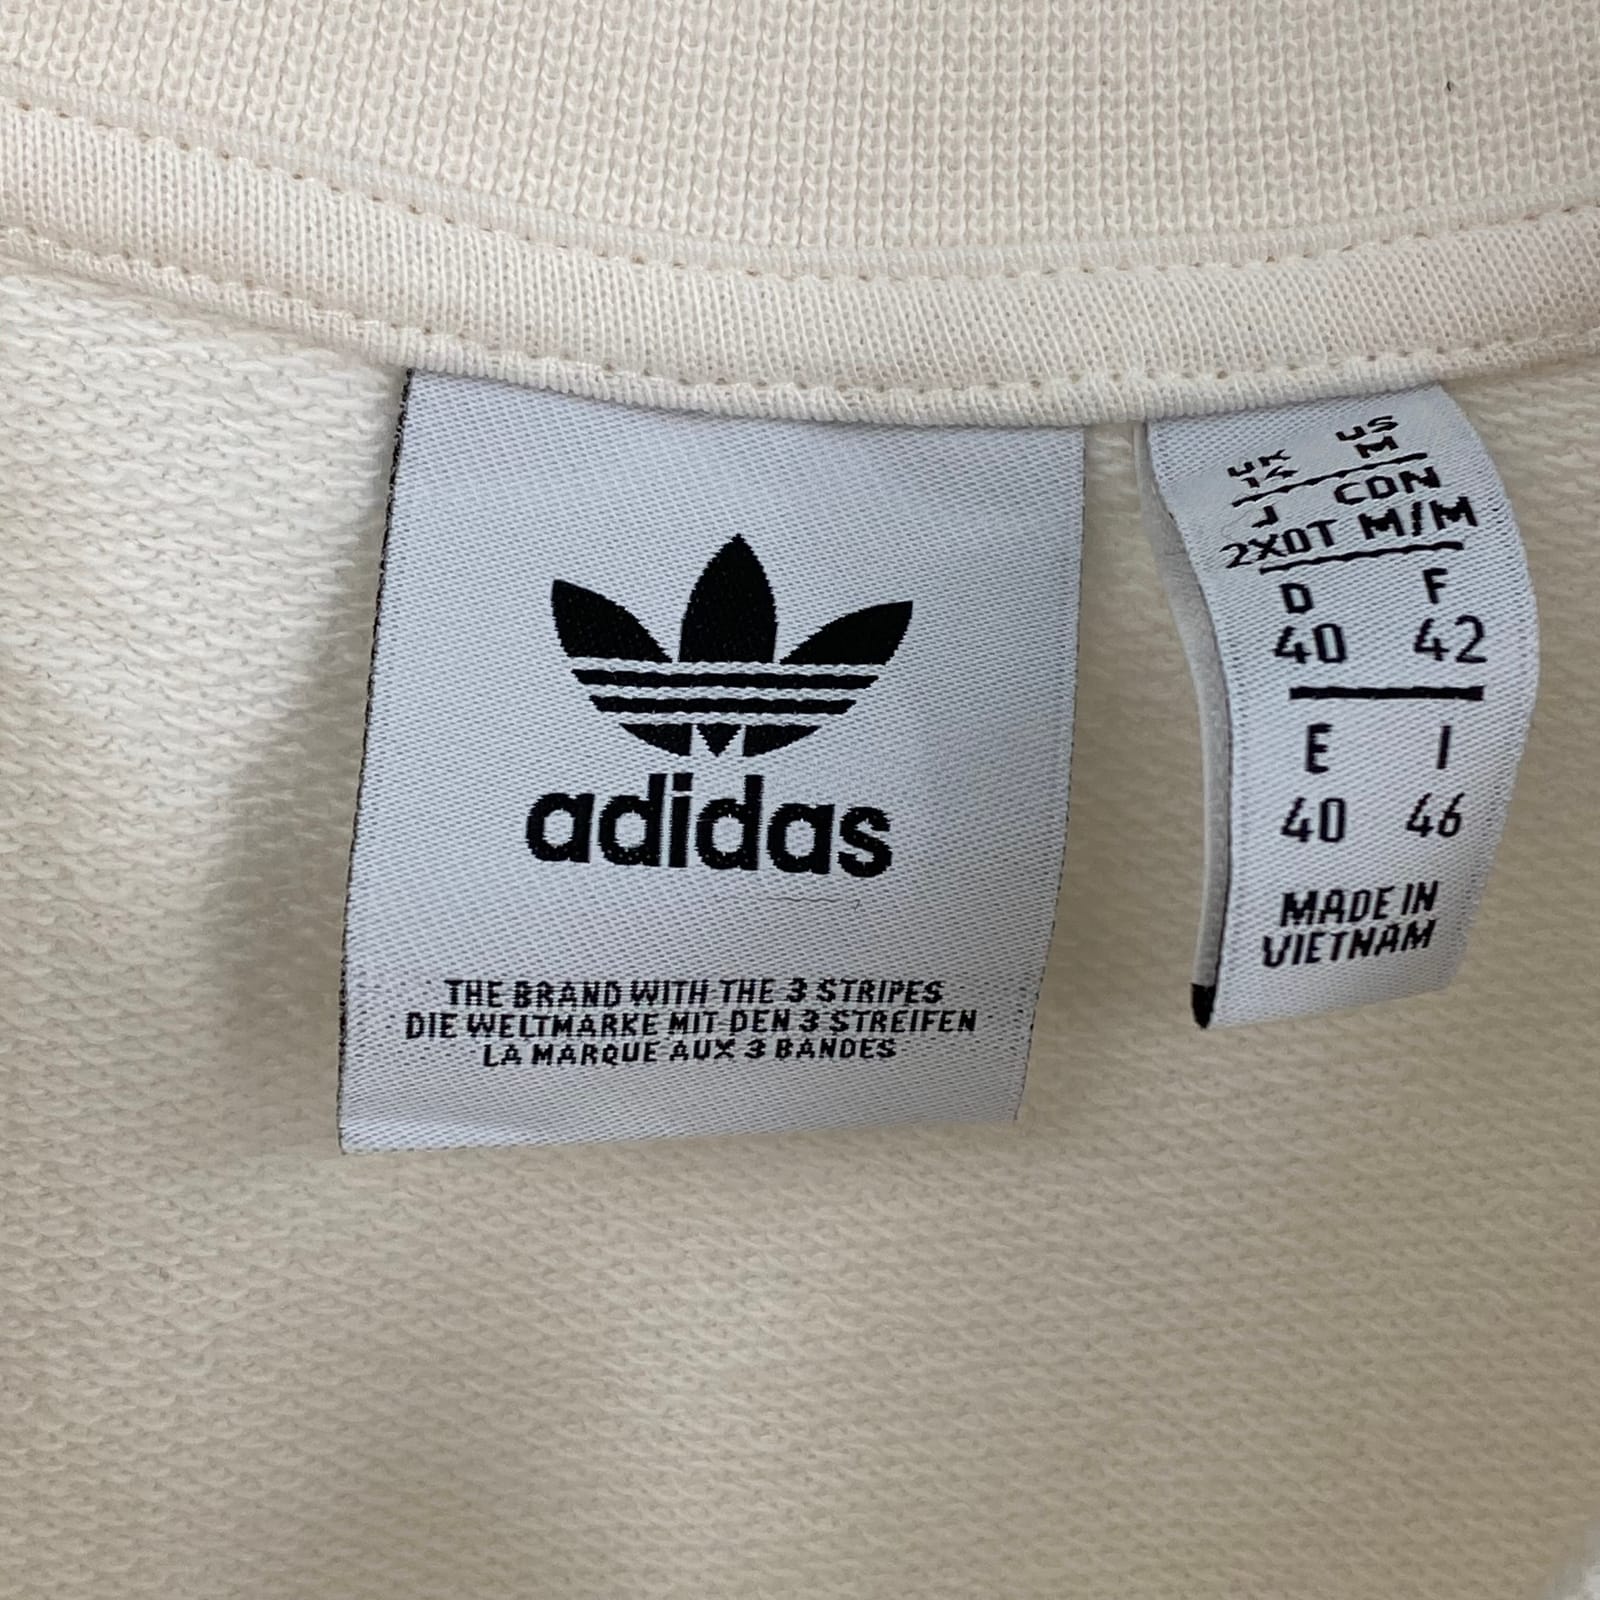 adidas
THE BRAND WITH THE 3 STRIPES
DIE WELTMARKE MIT DEN 3 STREIFEN
LA MARQUE AUX 3 BANDES
UK US
14 M
J CDN
2XOT M/M
D F
40 42
E I
40 46
MADE IN
VIETNAM